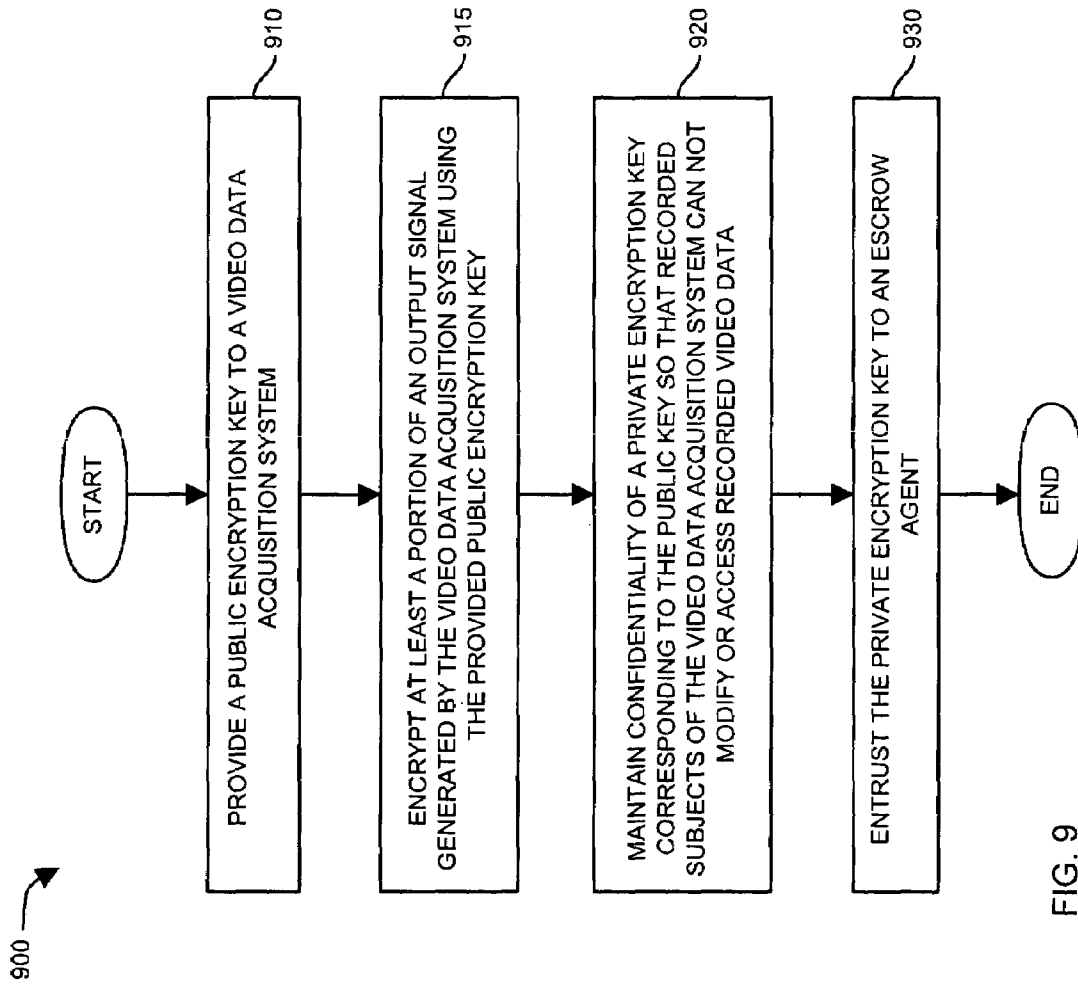 900
START
PROVIDE A PUBLIC ENCRYPTION KEY TO A VIDEO DATA
ACQUISITION SYSTEM
910
ENCRYPT AT LEAST A PORTION OF AN OUTPUT SIGNAL
GENERATED BY THE VIDEO DATA ACQUISITION SYSTEM USING
THE PROVIDED PUBLIC ENCRYPTION KEY
915
MAINTAIN CONFIDENTIALITY OF A PRIVATE ENCRYPTION KEY
CORRESPONDING TO THE PUBLIC KEY SO THAT RECORDED
SUBJECTS OF THE VIDEO DATA ACQUISITION SYSTEM CAN NOT
MODIFY OR ACCESS RECORDED VIDEO DATA
920
ENTRUST THE PRIVATE ENCRYPTION KEY TO AN ESCROW
AGENT
930
END
FIG. 9